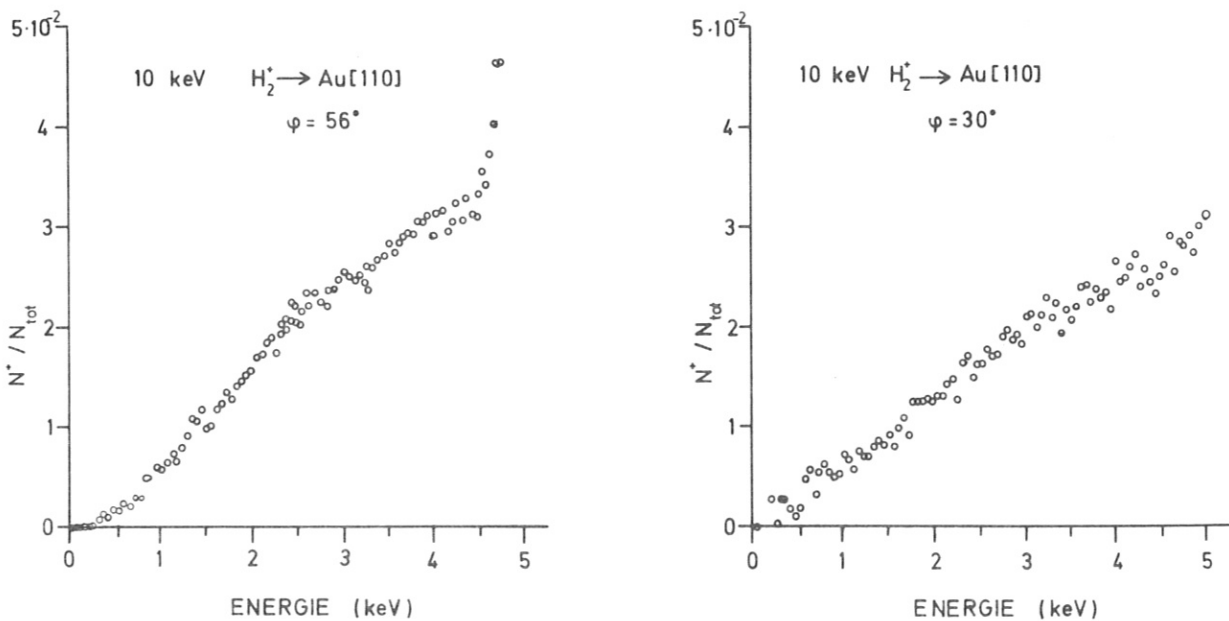 5·10⁻²
10 keV H₂⁺ → Au [110]
φ = 56°
4
3
2
1
0
N⁺ / N_tot
0 1 2 3 4 5
ENERGIE (keV)
5·10⁻²
10 keV H₂⁺ → Au [110]
φ = 30°
4
3
2
1
0
N⁺ / N_tot
0 1 2 3 4 5
ENERGIE (keV)